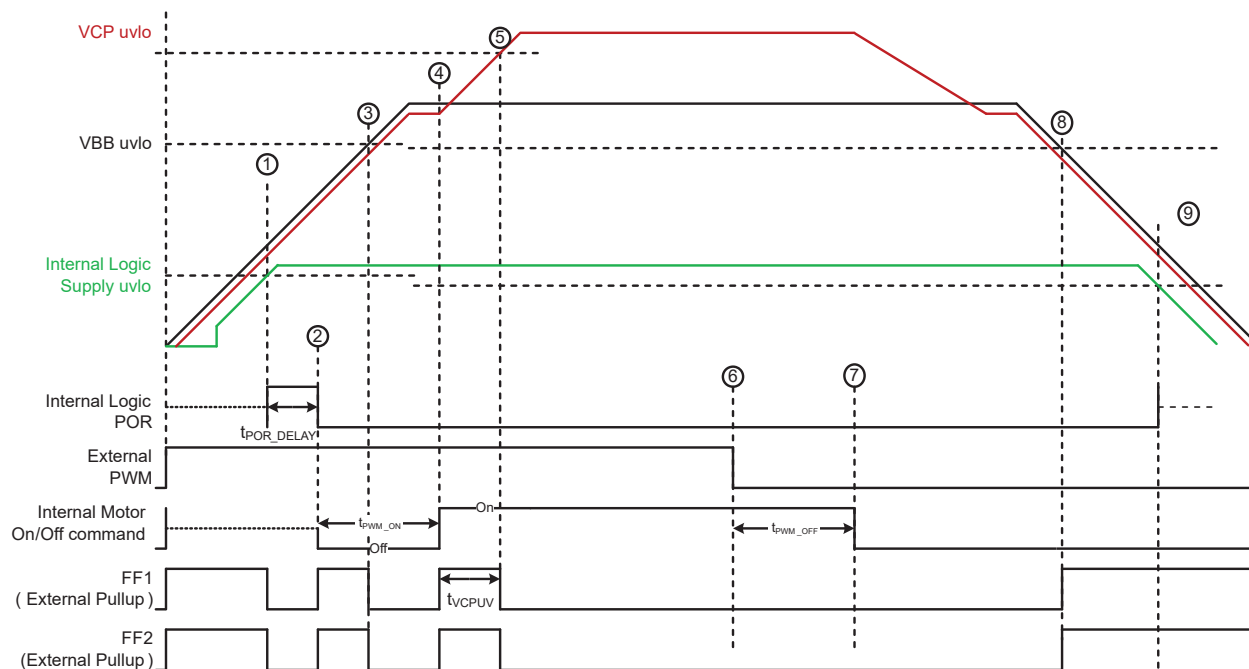 VCP uvlo
⑤
④
③
VBB uvlo
⑧
①
⑨
Internal Logic
Supply uvlo
②
⑥
⑦
Internal Logic
POR
tPOR_DELAY
External
PWM
Internal Motor
On/Off command
On
tPWM_ON
tPWM_OFF
Off
FF1
( External Pullup )
tVCPUV
FF2
(External Pullup)